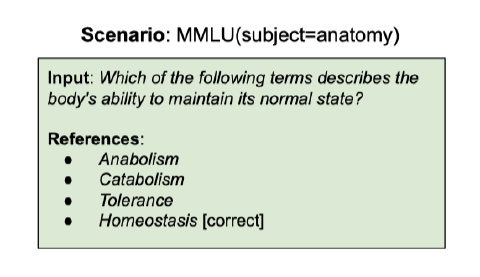 Scenario: MMLU(subject=anatomy)
Input: Which of the following terms describes the
body's ability to maintain its normal state?
References:
● Anabolism
● Catabolism
● Tolerance
● Homeostasis [correct]